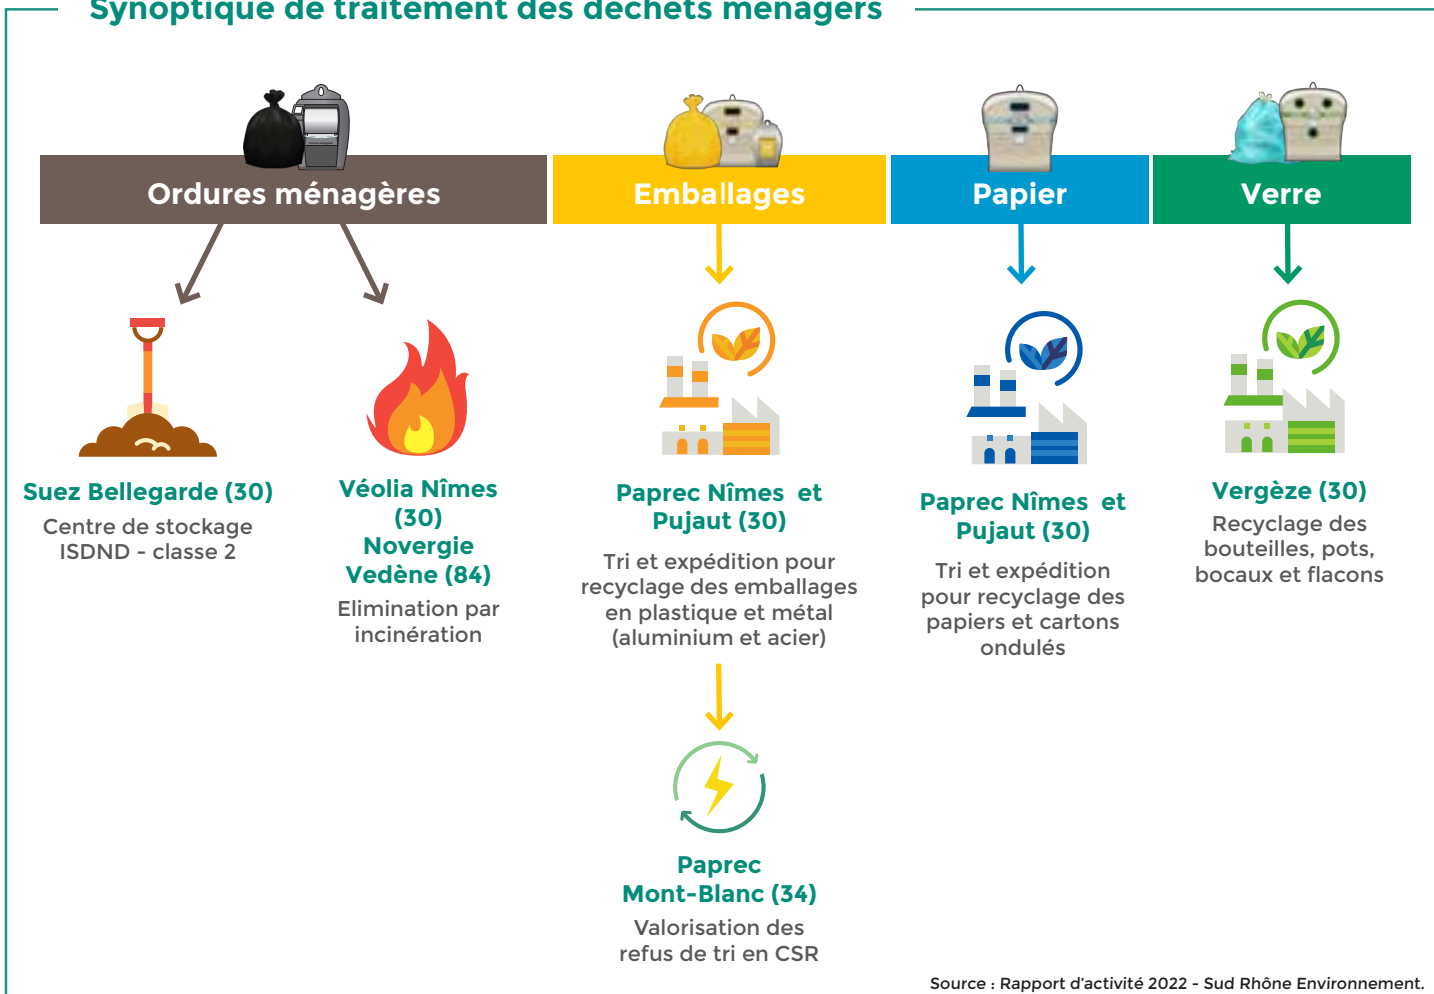 Synoptique de traitement des déchets ménagers
Ordures ménagères
Emballages
Papier
Verre
Suez Bellegarde (30)
Centre de stockage
ISDND - classe 2
Véolia Nîmes
(30)
Novergie
Vedène (84)
Elimination par
incinération
Paprec Nîmes et
Pujaut (30)
Tri et expédition pour
recyclage des emballages
en plastique et métal
(aluminium et acier)
Paprec
Mont-Blanc (34)
Valorisation des
refus de tri en CSR
Paprec Nîmes et
Pujaut (30)
Tri et expédition
pour recyclage des
papiers et cartons
ondulés
Vergèze (30)
Recyclage des
bouteilles, pots,
bocaux et flacons
Source : Rapport d'activité 2022 - Sud Rhône Environnement.